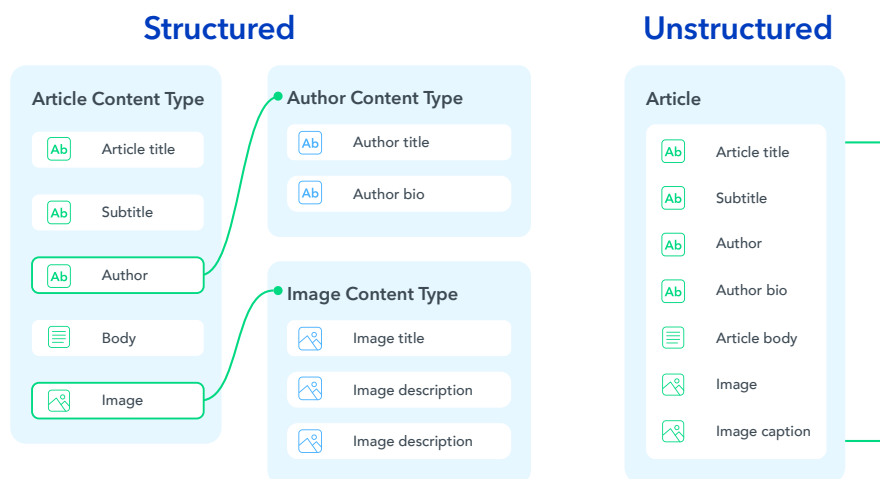 Structured
Article Content Type
Ab Article title
Ab Subtitle
Ab Author
Body
Image
Author Content Type
Ab Author title
Ab Author bio
Image Content Type
Image title
Image description
Image description
Unstructured
Article
Ab Article title
Ab Subtitle
Ab Author
Ab Author bio
Article body
Image
Image caption